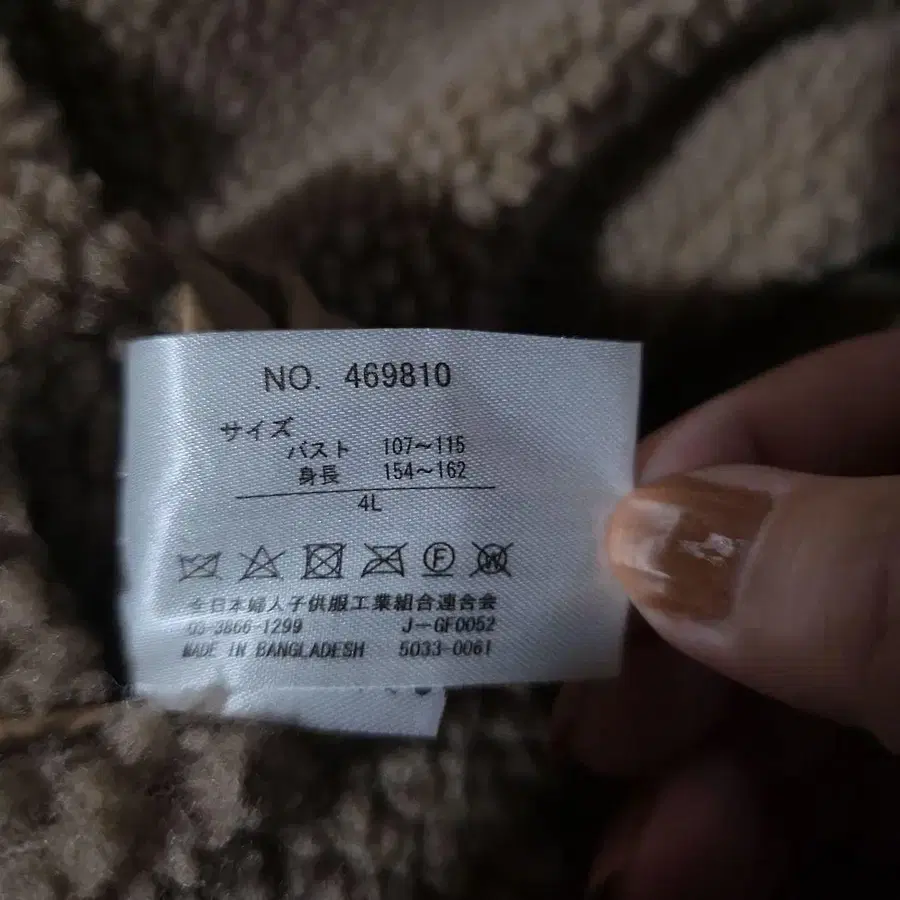 NO. 469810
サイズ
バスト 107〜115
身長 154〜162
4L
F W
全日本婦人子供服工業組合連合会
03-3866-1299 J-GF0052
MADE IN BANGLADESH 5033-0061